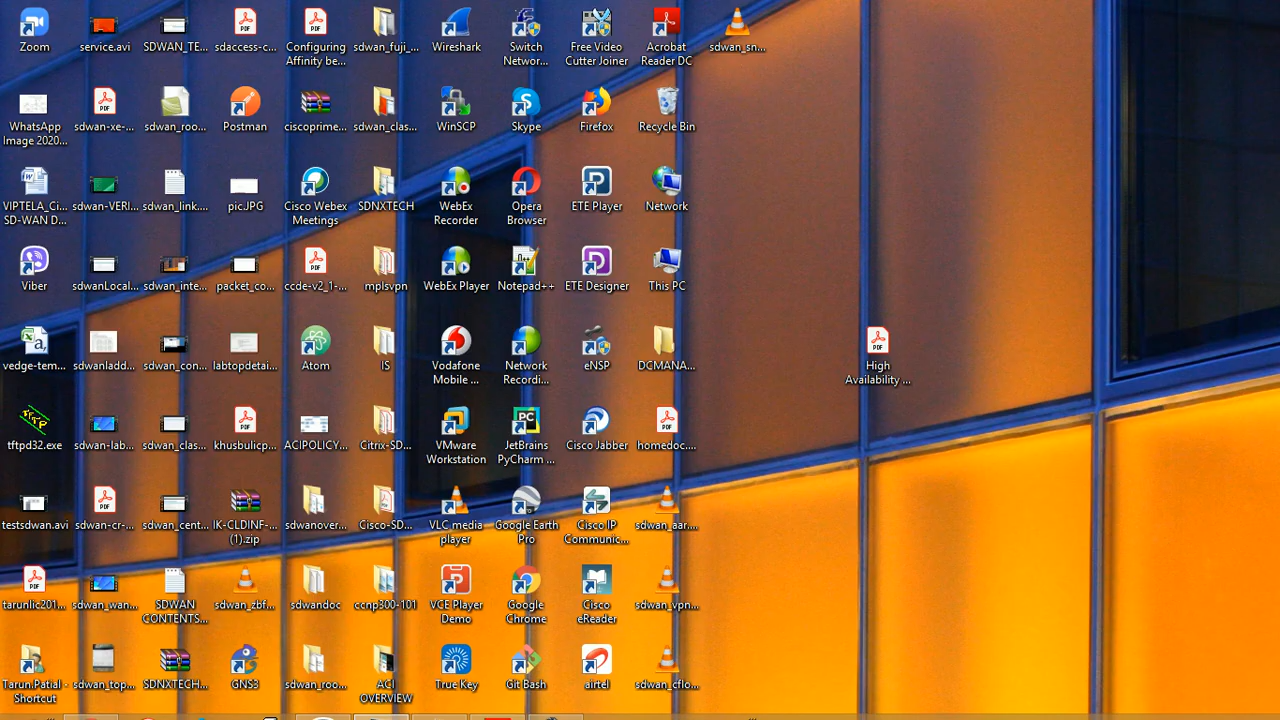 Zoom
service.avi
SDWAN_TE...
sdaccess-c...
Configuring
Affinity be...
sdwan_fuji_...
Wireshark
Switch
Networ...
Free Video
Cutter Joiner
Acrobat
Reader DC
sdwan_sn...
WhatsApp
Image 2020...
sdwan-xe-...
sdwan_roo...
Postman
ciscoprime...
sdwan_clas...
WinSCP
Skype
Firefox
Recycle Bin
VIPTELA_Ci...
SD-WAN D...
sdwan-VERI...
sdwan_link....
picJPG
Cisco Webex
Meetings
SDNXTECH
WebEx
Recorder
Opera
Browser
ETE Player
Network
Viber
sdwanLocal...
sdwan_inte...
packet_co...
ccde-v2_1-...
mplsvpn
WebEx Player
Notepad++
ETE Designer
This PC
vedge-tem...
sdwanladd...
sdwan_con...
labtopdetai...
Atom
IS
Vodafone
Mobile ...
Network
Recordi...
eNSP
DCMANA...
High
Availability ...
tftpd32.exe
sdwan-lab...
sdwan_clas...
khusbulicp...
ACIPOLICY...
Citrix-SD...
VMware
Workstation
JetBrains
PyCharm ...
Cisco Jabber
homedoc....
testsdwan.avi
sdwan-cr-...
sdwan_cent...
IK-CLDINF-...
(1).zip
sdwanover...
Cisco-SD...
VLC media
player
Google Earth
Pro
Cisco IP
Communic...
sdwan_aar....
tarunlic201...
sdwan_wan...
SDWAN
CONTENTS...
sdwan_zbf...
sdwandoc
ccnp300-101
VCE Player
Demo
Google
Chrome
Cisco
eReader
sdwan_vpn...
Tarun.Patial -
Shortcut
sdwan_top...
SDNXTECH...
GNS3
sdwan_roo...
ACI
OVERVIEW
True Key
Git Bash
airtel
sdwan_cflo...